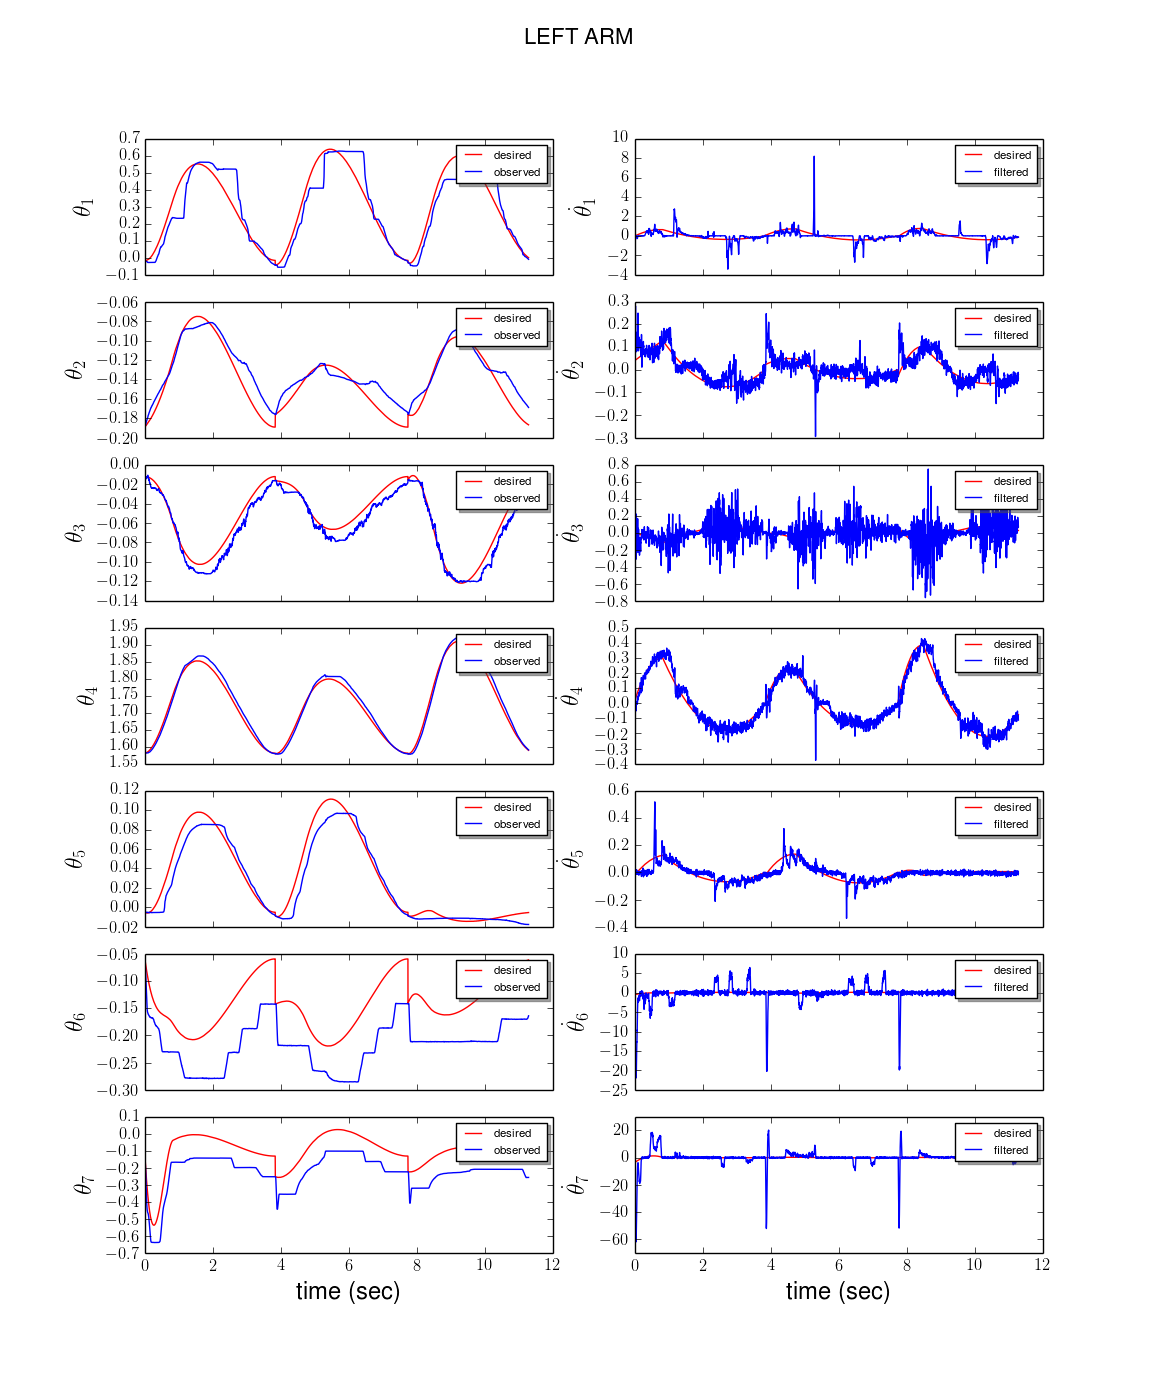 LEFT ARM
0.7
0.6
0.5
0.4
0.3
0.2
0.1
0.0
−0.1
θ1
desired
observed
10
8
6
4
2
0
−2
−4
θ̇1
desired
filtered
−0.06
−0.08
−0.10
−0.12
−0.14
−0.16
−0.18
−0.20
θ2
desired
observed
0.3
0.2
0.1
0.0
−0.1
−0.2
−0.3
θ̇2
desired
filtered
0.00
−0.02
−0.04
−0.06
−0.08
−0.10
−0.12
−0.14
θ3
desired
observed
0.8
0.6
0.4
0.2
0.0
−0.2
−0.4
−0.6
−0.8
θ̇3
desired
filtered
1.95
1.90
1.85
1.80
1.75
1.70
1.65
1.60
1.55
θ4
desired
observed
0.5
0.4
0.3
0.2
0.1
0.0
−0.1
−0.2
−0.3
−0.4
θ̇4
desired
filtered
0.12
0.10
0.08
0.06
0.04
0.02
0.00
−0.02
θ5
desired
observed
0.6
0.4
0.2
0.0
−0.2
−0.4
θ̇5
desired
filtered
−0.05
−0.10
−0.15
−0.20
−0.25
−0.30
θ6
desired
observed
10
5
0
−5
−10
−15
−20
−25
θ̇6
desired
filtered
0.1
0.0
−0.1
−0.2
−0.3
−0.4
−0.5
−0.6
−0.7
θ7
desired
observed
0 2 4 6 8 10 12
time (sec)
20
0
−20
−40
−60
θ̇7
desired
filtered
0 2 4 6 8 10 12
time (sec)